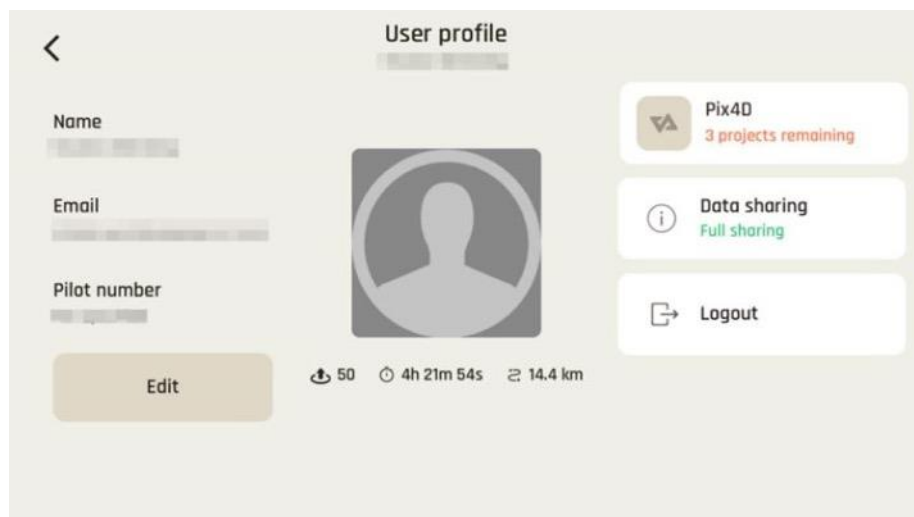 User profile
Name
Email
Pilot number
Edit
50 4h 21m 54s 14.4 km
Pix4D
3 projects remaining
Data sharing
Full sharing
Logout